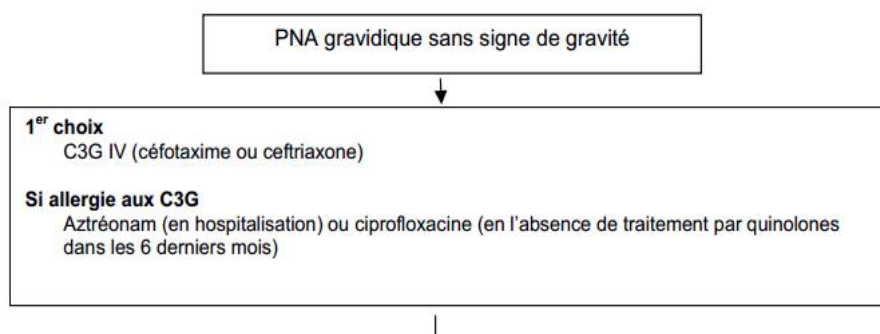 PNA gravidique sans signe de gravité
1er choix
C3G IV (céfotaxime ou ceftriaxone)
Si allergie aux C3G
Aztréonam (en hospitalisation) ou ciprofloxacine (en l'absence de traitement par quinolones
dans les 6 derniers mois)